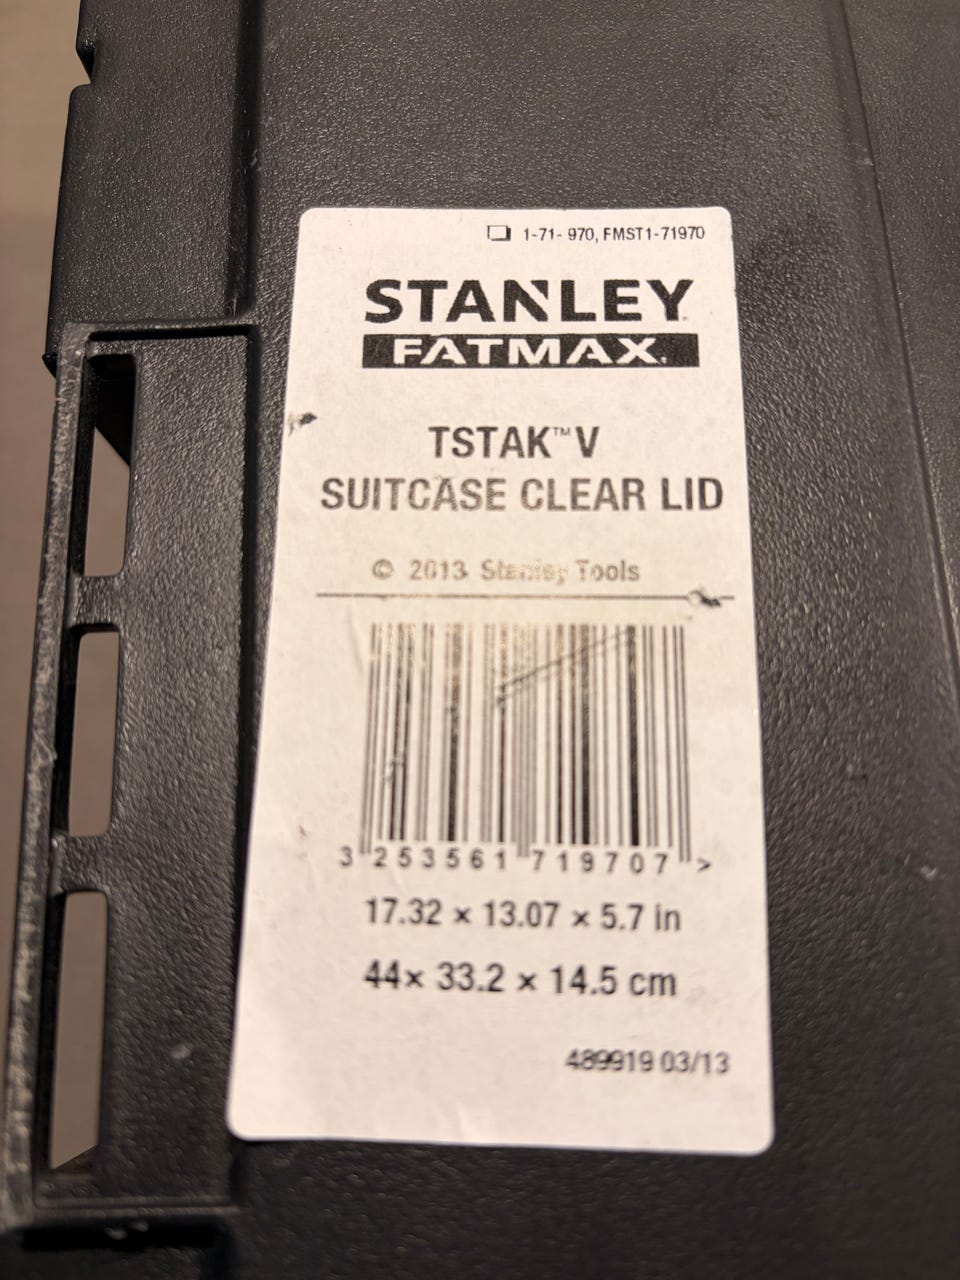 1-71- 970, FMST1-71970
STANLEY
FATMAX.
TSTAK™ V
SUITCASE CLEAR LID
© 2013 Stanley Tools
3 253561 719707 >
17.32 × 13.07 × 5.7 in
44× 33.2 × 14.5 cm
489919 03/13